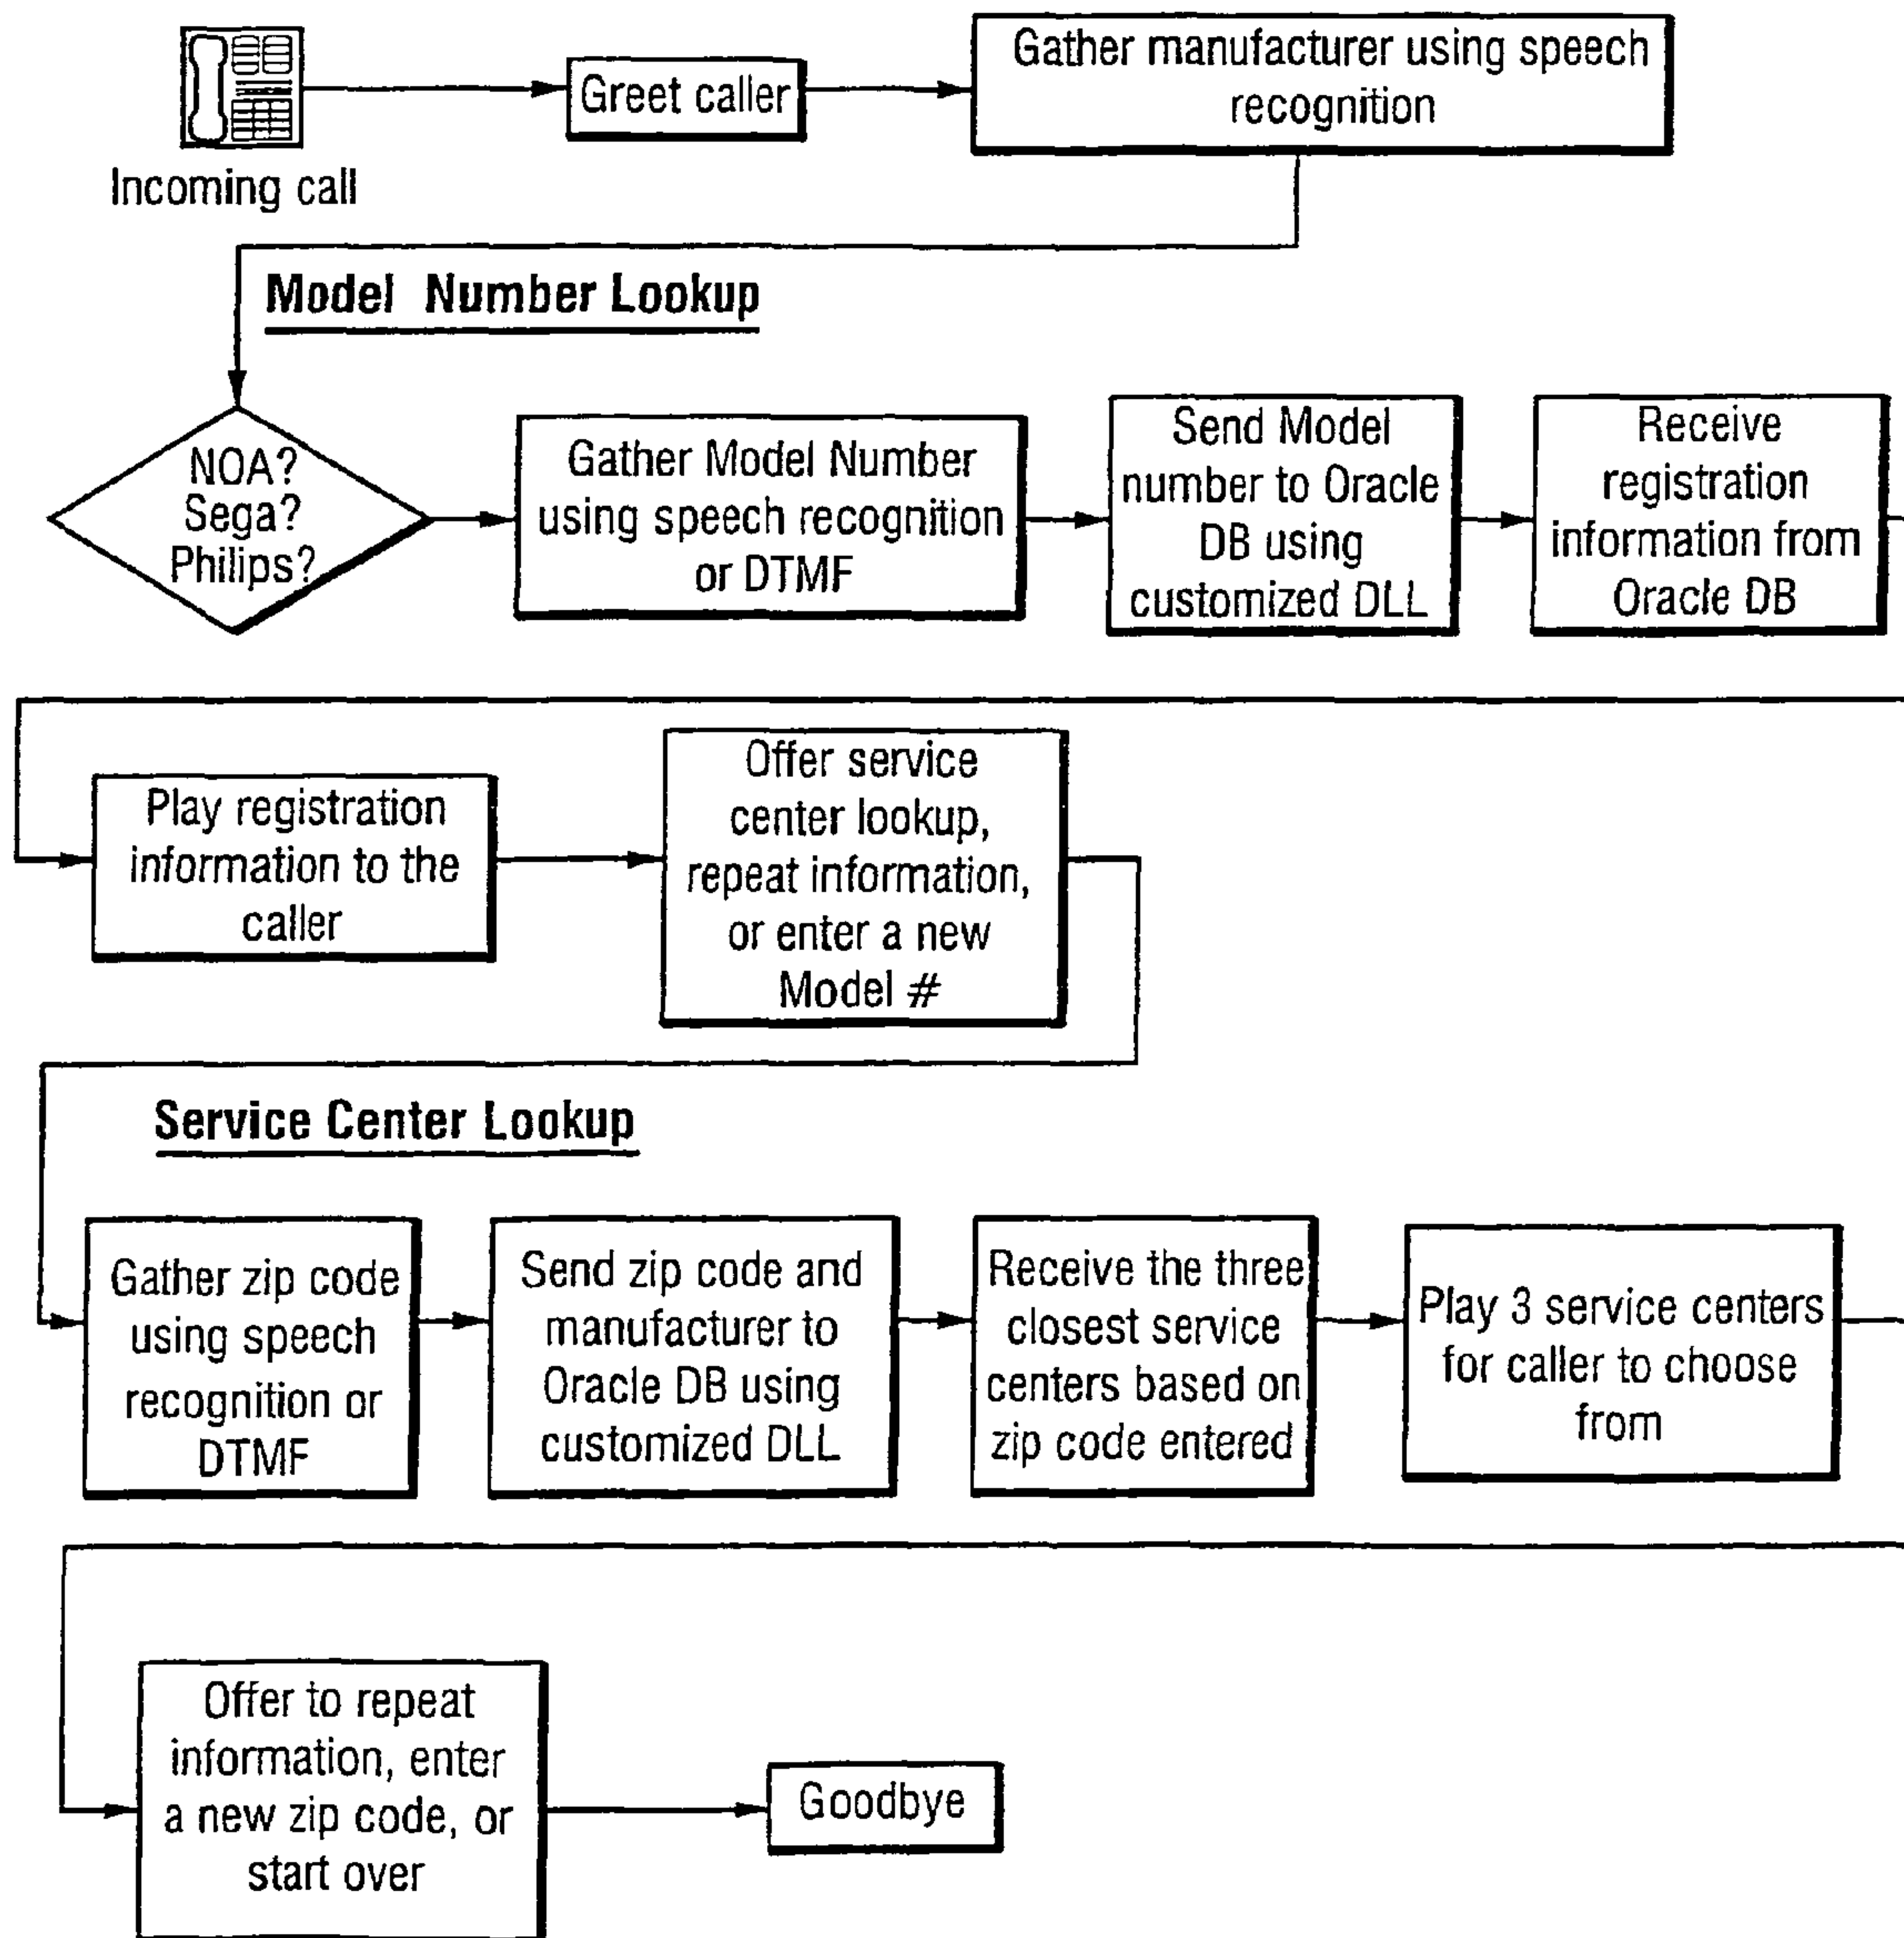 Incoming call
Greet caller
Gather manufacturer using speech
recognition
Model Number Lookup
NOA?
Sega?
Philips?
Gather Model Number
using speech recognition
or DTMF
Send Model
number to Oracle
DB using
customized DLL
Receive
registration
information from
Oracle DB
Play registration
information to the
caller
Offer service
center lookup,
repeat information,
or enter a new
Model #
Service Center Lookup
Gather zip code
using speech
recognition or
DTMF
Send zip code and
manufacturer to
Oracle DB using
customized DLL
Receive the three
closest service
centers based on
zip code entered
Play 3 service centers
for caller to choose
from
Offer to repeat
information, enter
a new zip code, or
start over
Goodbye